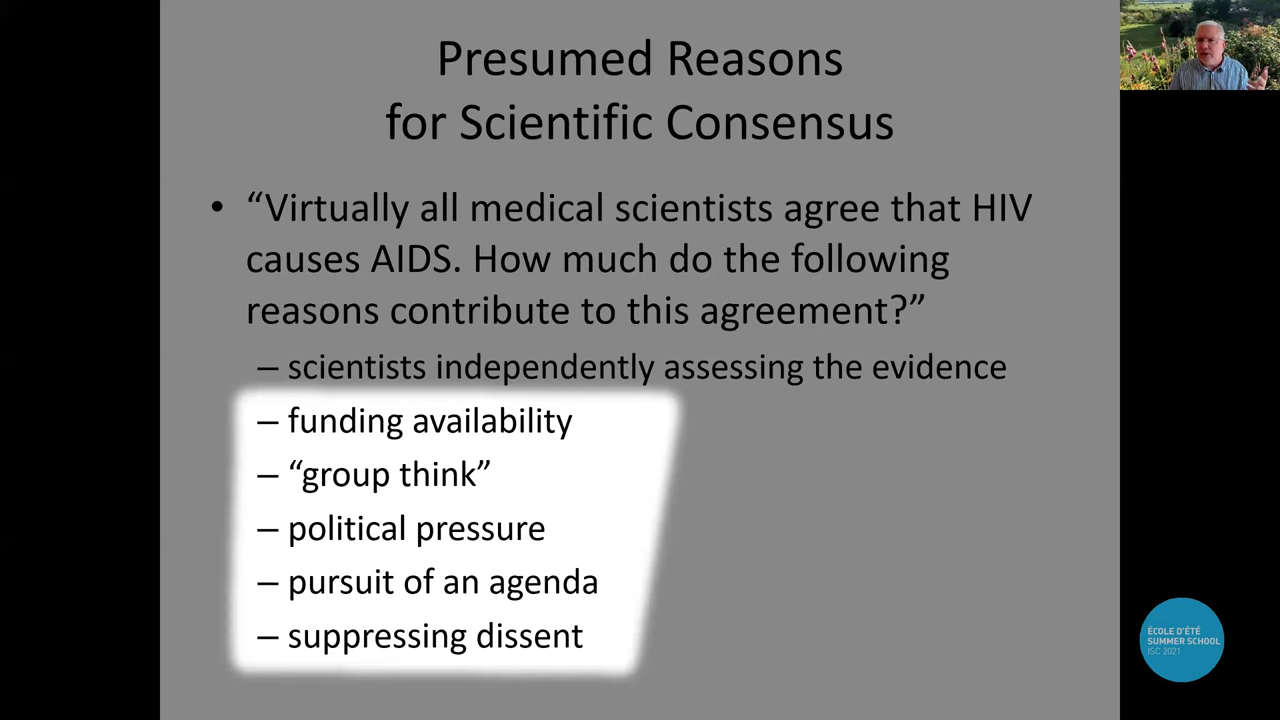 Presumed Reasons
for Scientific Consensus
• “Virtually all medical scientists agree that HIV
causes AIDS. How much do the following
reasons contribute to this agreement?”
– scientists independently assessing the evidence
– funding availability
– “group think”
– political pressure
– pursuit of an agenda
– suppressing dissent
ÉCOLE D'ÉTÉ
SUMMER SCHOOL
ISC 2021